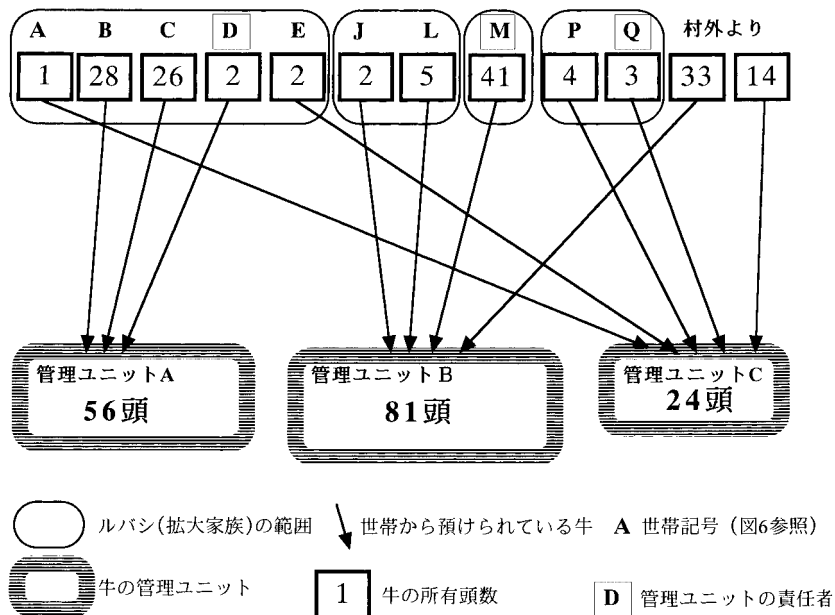 A B C D E J L M P Q 村外より
1 28 26 2 2 2 5 41 4 3 33 14
管理ユニットA 管理ユニットB 管理ユニットC
56頭 81頭 24頭
ルバシ(拡大家族)の範囲 世帯から預けられている牛 A 世帯記号 (図6参照)
牛の管理ユニット 1 牛の所有頭数 D 管理ユニットの責任者